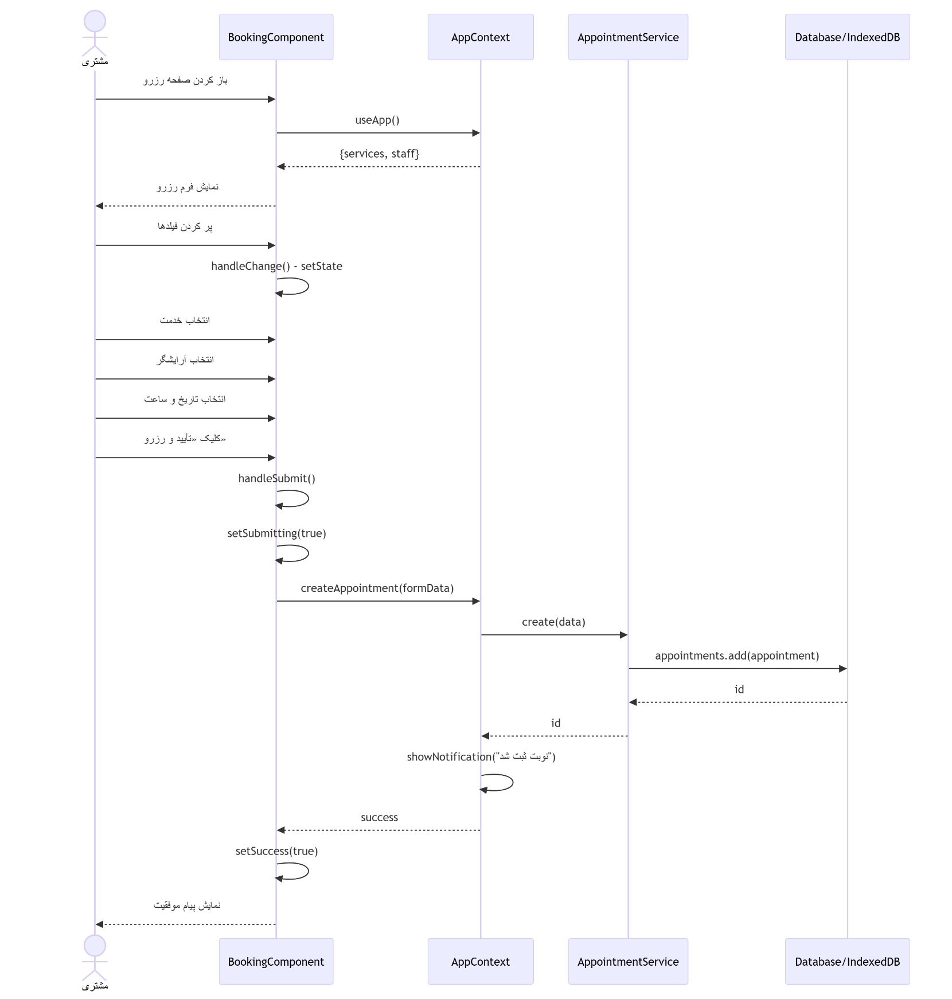 مشتری
BookingComponent
AppContext
AppointmentService
Database/IndexedDB
باز کردن صفحه رزرو
useApp()
{services, staff}
نمایش فرم رزرو
پر کردن فیلدها
handleChange() - setState
انتخاب خدمت
انتخاب آرایشگر
انتخاب تاریخ و ساعت
کلیک «تأیید و رزرو»
handleSubmit()
setSubmitting(true)
createAppointment(formData)
create(data)
appointments.add(appointment)
id
id
showNotification("نوبت ثبت شد")
success
setSuccess(true)
نمایش پیام موفقیت
مشتری
BookingComponent
AppContext
AppointmentService
Database/IndexedDB